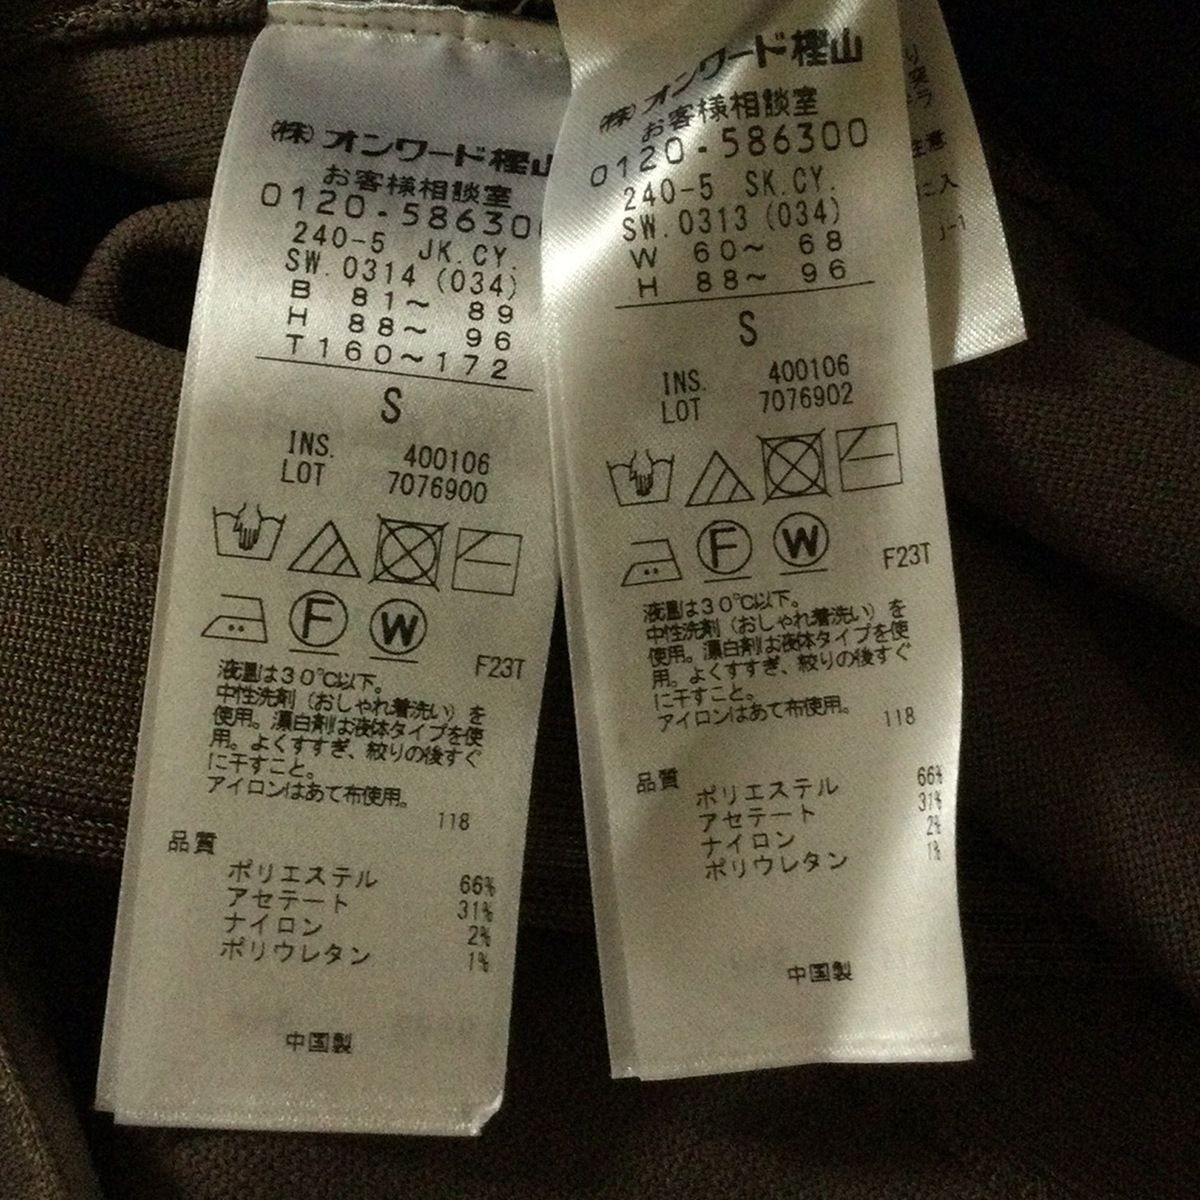 (株)オンワード樫山
お客様相談室
0120-58630
240-5 JK.CY.
SW.0314(034)
B 81～ 89
H 88～ 96
T160～172
S
INS. 400106
LOT 7076900
F W F23T
液温は30℃以下。
中性洗剤(おしゃれ着洗い)を
使用。漂白剤は液体タイプを使
用。よくすすぎ、絞りの後すぐ
に干すこと。
アイロンはあて布使用。
118
品質
ポリエステル 66%
アセテート 31%
ナイロン 2%
ポリウレタン 1%
中国製
(株)オンワード樫山
お客様相談室
0120-586300
240-5 SK.CY.
SW.0313(034)
W 60～ 68
H 88～ 96
S
INS. 400106
LOT 7076902
F W F23T
液温は30℃以下。
中性洗剤(おしゃれ着洗い)を
使用。漂白剤は液体タイプを使
用。よくすすぎ、絞りの後すぐ
に干すこと。
アイロンはあて布使用。
118
品質
ポリエステル 66%
アセテート 31%
ナイロン 2%
ポリウレタン 1%
中国製